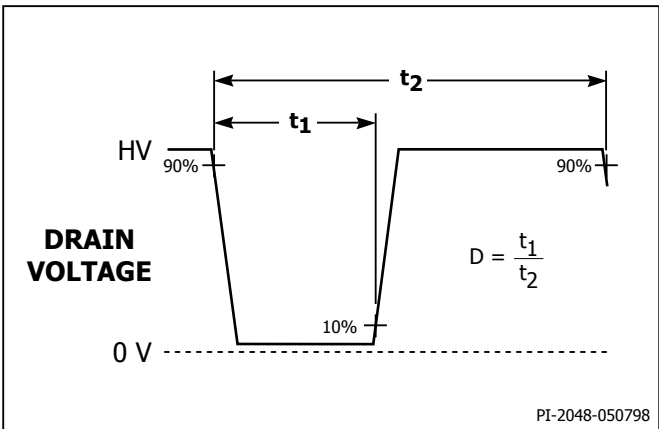 t2
t1
HV
90%
90%
DRAIN
VOLTAGE
D = t1
t2
10%
0 V
PI-2048-050798